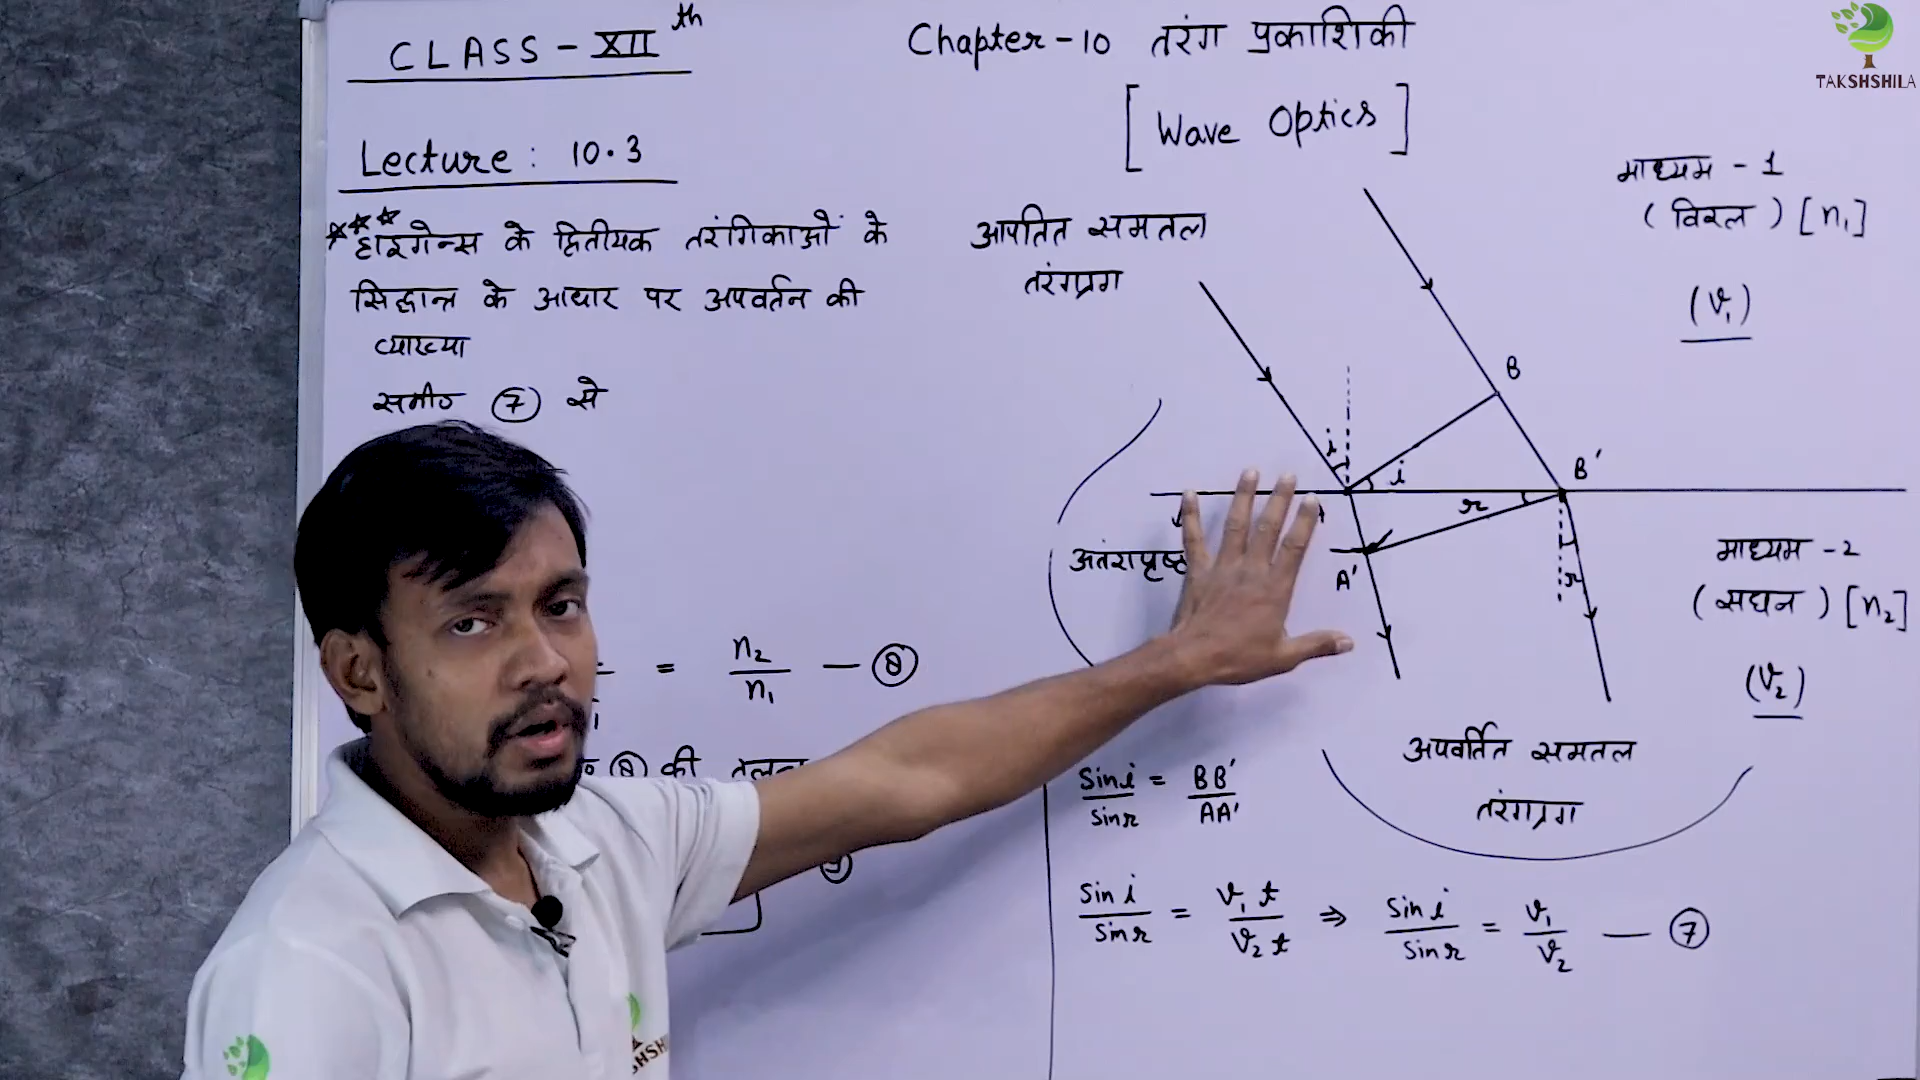 CLASS - XII th
Lecture : 10.3
हाइगेन्स के द्वितीयक तरंगिकाओं के
सिद्धान्त के आधार पर अपवर्तन की
व्याख्या
समी० ⑦ से
= n₂/n₁ — ⑧
⑧ की तुलना
Chapter - 10 तरंग प्रकाशिकी
[ Wave Optics ]
TAKSHSHILA
माध्यम - 1
( विरल ) [ n₁ ]
(v₁)
आपतित समतल
तरंगाग्र
B
i
i
B'
r
अंतरापृष्ठ
A'
r
माध्यम - 2
( सघन ) [ n₂ ]
(v₂)
अपवर्तित समतल
तरंगाग्र
Sin i / Sin r = BB' / AA'
Sin i / Sin r = v₁ t / v₂ t ⇒ Sin i / Sin r = v₁ / v₂ — ⑦